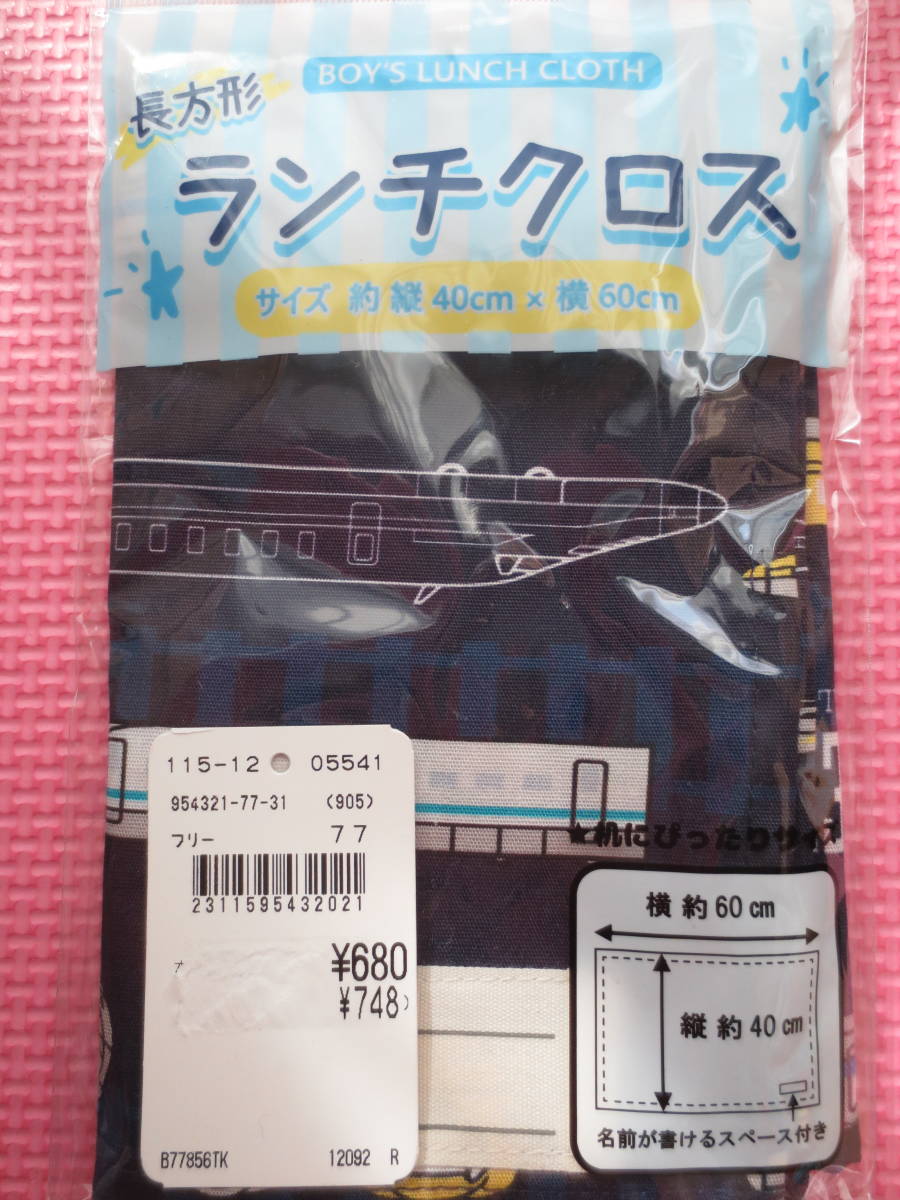 BOY'S LUNCH CLOTH
長方形
ランチクロス
サイズ 約 縦 40cm × 横 60cm
115-12 05541
954321-77-31 (905)
フリー 77
2311595432021
¥680
¥748)
B77856TK 12092 R
★机にぴったりサイズ
横 約 60 cm
縦 約 40 cm
名前が書けるスペース付き